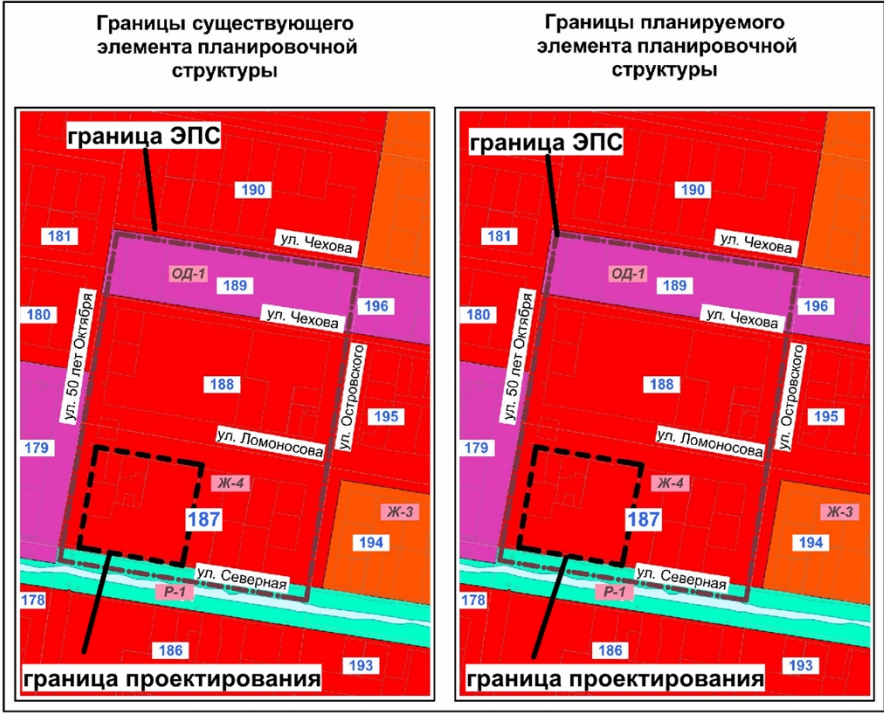 Границы существующего
элемента планировочной
структуры
граница ЭПС
190
181
ул. Чехова
ОД-1
189
196
180
ул. Чехова
ул. 50 лет Октября
188
ул. Островского
195
179
ул. Ломоносова
Ж-4
187
Ж-3
194
ул. Северная
Р-1
178
186
193
граница проектирования
Границы планируемого
элемента планировочной
структуры
граница ЭПС
190
181
ул. Чехова
ОД-1
189
196
180
ул. Чехова
ул. 50 лет Октября
188
ул. Островского
195
179
ул. Ломоносова
Ж-4
187
Ж-3
194
ул. Северная
Р-1
178
186
193
граница проектирования